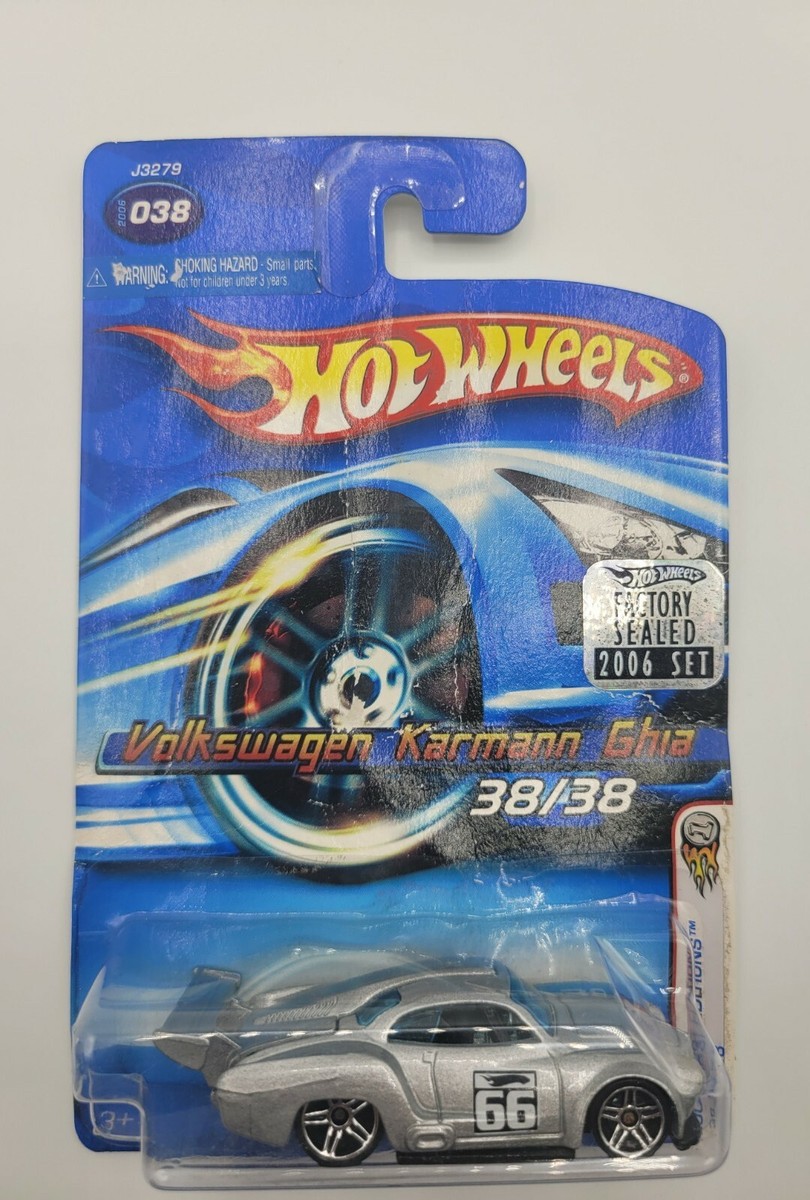 J3279
2006
038
WARNING: CHOKING HAZARD - Small parts.
Not for children under 3 years.
HOT WHEELS®
HOT WHEELS
FACTORY
SEALED
2006 SET
Volkswagen Karmann Ghia
38/38
66
3+